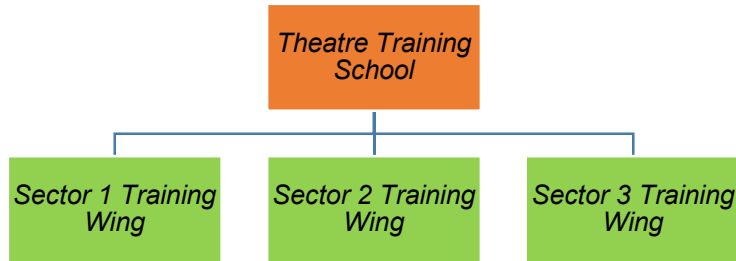 Theatre Training
School
Sector 1 Training
Wing
Sector 2 Training
Wing
Sector 3 Training
Wing